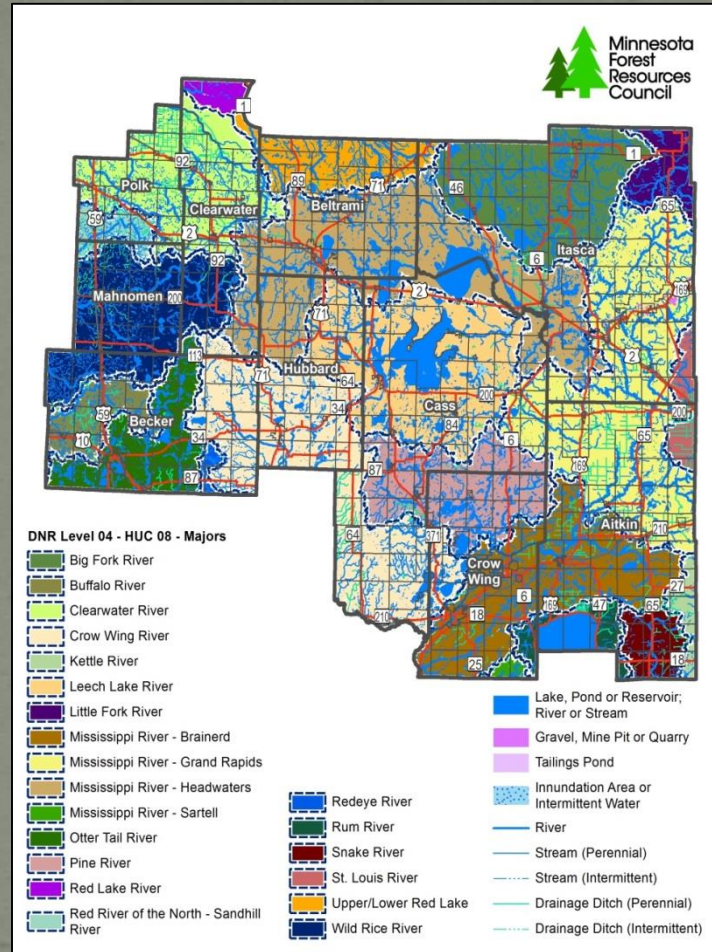 Minnesota
Forest
Resources
Council
1
92
89
71
46
1
Polk
Clearwater
Beltrami
65
59
2
6
Itasca
92
169
Mahnomen
200
2
71
2
113
71
Hubbard
64
200
Cass
200
59
Becker
34
84
65
10
34
87
6
169
87
64
371
Aitkin
210
Crow
Wing
27
6
169
47
65
18
210
25
18
DNR Level 04 - HUC 08 - Majors
Big Fork River
Buffalo River
Clearwater River
Crow Wing River
Kettle River
Leech Lake River
Little Fork River
Mississippi River - Brainerd
Mississippi River - Grand Rapids
Mississippi River - Headwaters
Mississippi River - Sartell
Otter Tail River
Pine River
Red Lake River
Red River of the North - Sandhill
River
Redeye River
Rum River
Snake River
St. Louis River
Upper/Lower Red Lake
Wild Rice River
Lake, Pond or Reservoir;
River or Stream
Gravel, Mine Pit or Quarry
Tailings Pond
Innundation Area or
Intermittent Water
River
Stream (Perennial)
Stream (Intermittent)
Drainage Ditch (Perennial)
Drainage Ditch (Intermittent)